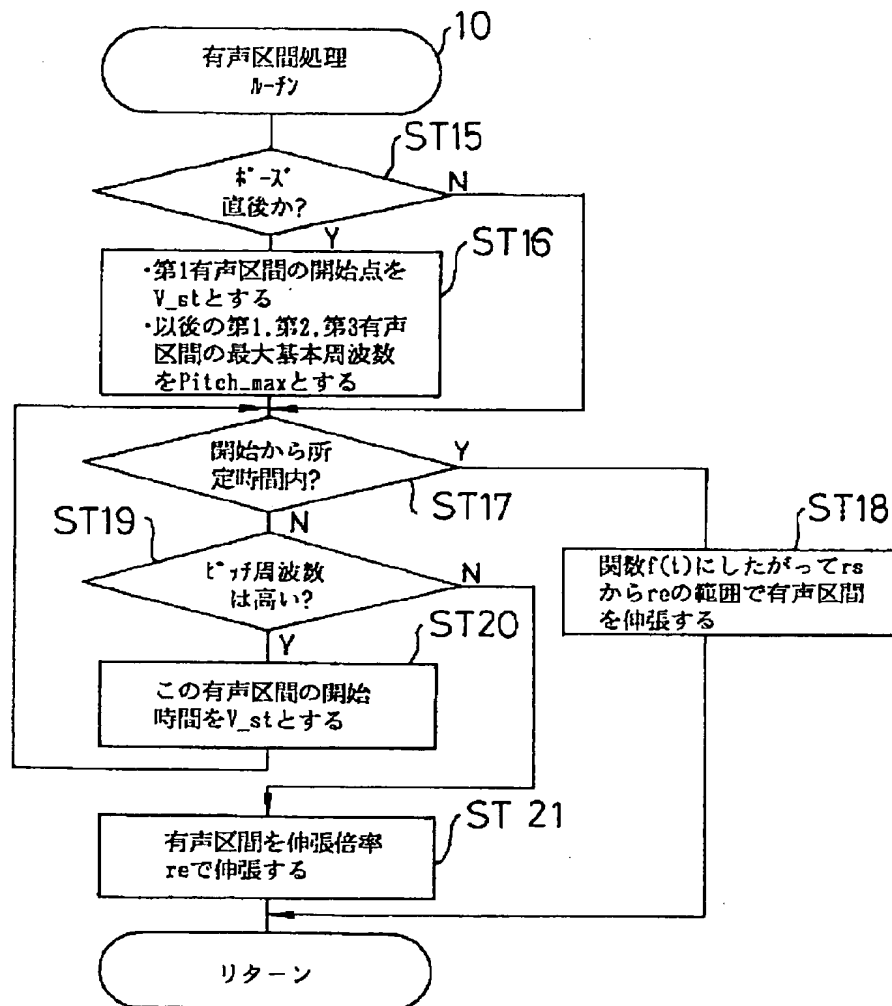 10
有声区間処理
ルーチン
ST15
ポーズ
直後か?
N
Y
ST16
・第1有声区間の開始点を
V_stとする
・以後の第1.第2.第3有声
区間の最大基本周波数
をPitch_maxとする
開始から所
定時間内?
Y
ST17
N
ST18
関数f(t)にしたがってrs
からreの範囲で有声区間
を伸張する
ST19
ピッチ周波数
は高い?
N
Y
ST20
この有声区間の開始
時間をV_stとする
ST 21
有声区間を伸張倍率
reで伸張する
リターン